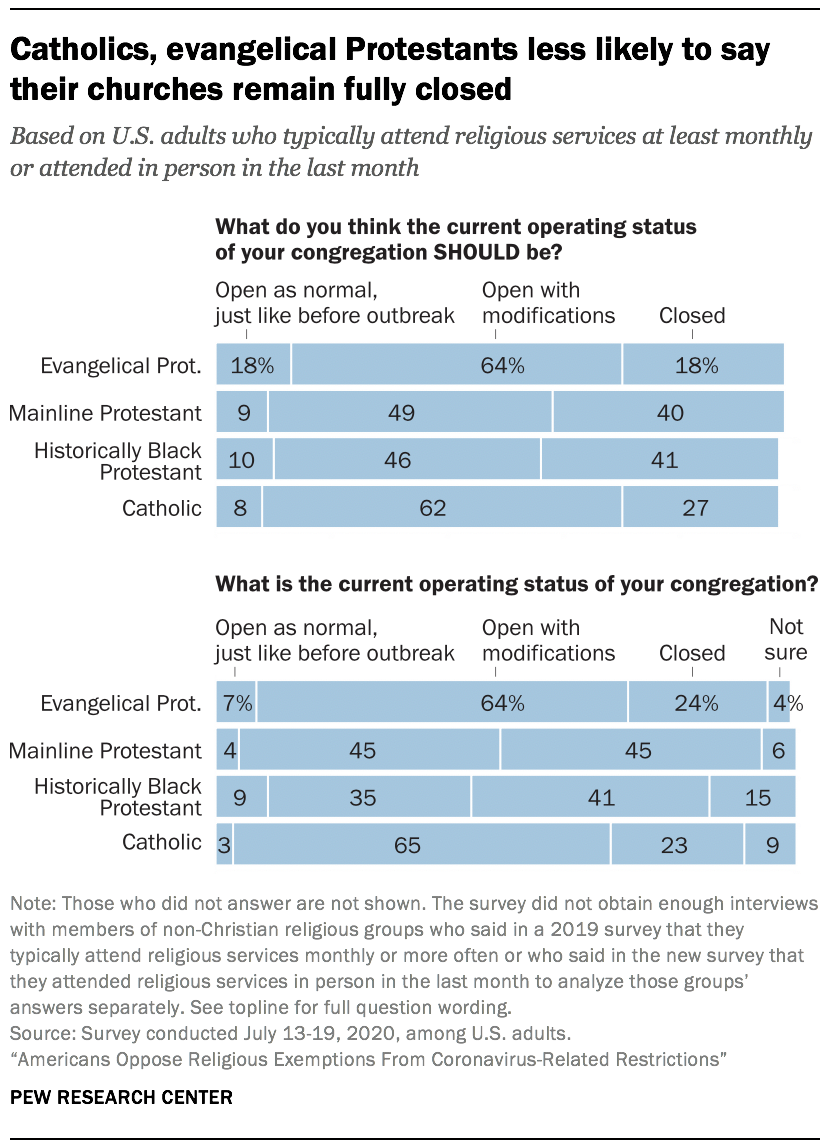 Catholics, evangelical Protestants less likely to say
their churches remain fully closed
Based on U.S. adults who typically attend religious services at least monthly
or attended in person in the last month
What do you think the current operating status
of your congregation SHOULD be?
Open as normal,
just like before outbreak
Open with
modifications
Closed
Evangelical Prot. 18% 64% 18%
Mainline Protestant 9 49 40
Historically Black
Protestant 10 46 41
Catholic 8 62 27
What is the current operating status of your congregation?
Open as normal,
just like before outbreak
Open with
modifications
Closed
Not
sure
Evangelical Prot. 7% 64% 24% 4%
Mainline Protestant 4 45 45 6
Historically Black
Protestant 9 35 41 15
Catholic 3 65 23 9
Note: Those who did not answer are not shown. The survey did not obtain enough interviews
with members of non-Christian religious groups who said in a 2019 survey that they
typically attend religious services monthly or more often or who said in the new survey that
they attended religious services in person in the last month to analyze those groups’
answers separately. See topline for full question wording.
Source: Survey conducted July 13-19, 2020, among U.S. adults.
“Americans Oppose Religious Exemptions From Coronavirus-Related Restrictions”
PEW RESEARCH CENTER